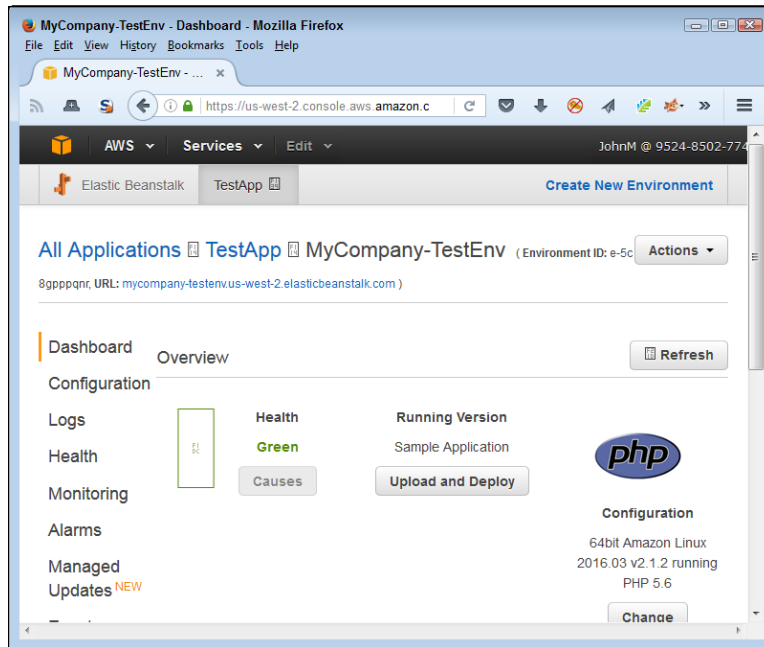 MyCompany-TestEnv - Dashboard - Mozilla Firefox
File Edit View History Bookmarks Tools Help
MyCompany-TestEnv - ... ×
https://us-west-2.console.aws.amazon.c
AWS Services Edit JohnM @ 9524-8502-774
Elastic Beanstalk TestApp Create New Environment
All Applications TestApp MyCompany-TestEnv ( Environment ID: e-5c Actions
8gpppqnr, URL: mycompany-testenv.us-west-2.elasticbeanstalk.com )
Dashboard
Overview
Refresh
Configuration
Logs
Health
Monitoring
Alarms
Managed
Updates NEW
Health
Green
Causes
Running Version
Sample Application
Upload and Deploy
php
Configuration
64bit Amazon Linux
2016.03 v2.1.2 running
PHP 5.6
Change